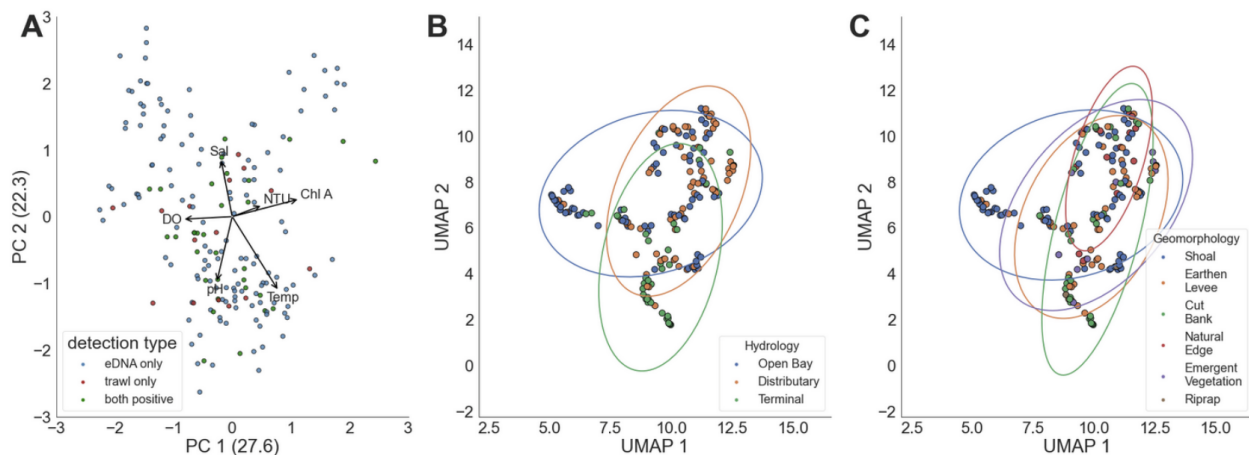 A
3
2
1
0
−1
−2
−3
PC 2 (22.3)
Sal
NTU
Chl A
DO
pH
Temp
detection type
eDNA only
trawl only
both positive
−3 −2 −1 0 1 2 3
PC 1 (27.6)
B
14
12
10
8
6
4
2
0
−2
UMAP 2
Hydrology
Open Bay
Distributary
Terminal
2.5 5.0 7.5 10.0 12.5 15.0
UMAP 1
C
14
12
10
8
6
4
2
0
−2
UMAP 2
Geomorphology
Shoal
Earthen
Levee
Cut
Bank
Natural
Edge
Emergent
Vegetation
Riprap
2.5 5.0 7.5 10.0 12.5 15.0
UMAP 1